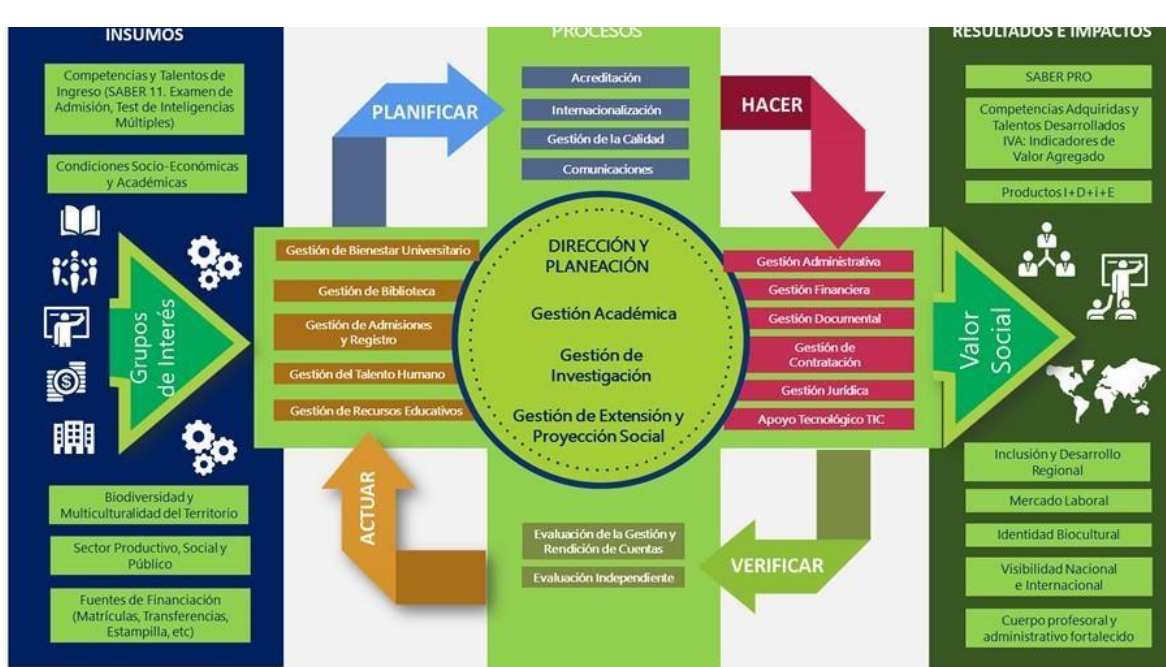 INSUMOS
Competencias y Talentos de
Ingreso (SABER 11. Examen de
Admisión, Test de Inteligencias
Múltiples)
Condiciones Socio-Económicas
y Académicas
Grupos
de Interés
Biodiversidad y
Multiculturalidad del Territorio
Sector Productivo, Social y
Público
Fuentes de Financiación
(Matrículas, Transferencias,
Estampilla, etc)
PLANIFICAR
Gestión de Bienestar Universitario
Gestión de Biblioteca
Gestión de Admisiones
y Registro
Gestión del Talento Humano
Gestión de Recursos Educativos
ACTUAR
PROCESOS
Acreditación
Internacionalización
Gestión de la Calidad
Comunicaciones
DIRECCIÓN Y
PLANEACIÓN
Gestión Académica
Gestión de
Investigación
Gestión de Extensión y
Proyección Social
Evaluación de la Gestión y
Rendición de Cuentas
Evaluación Independiente
HACER
Gestión Administrativa
Gestión Financiera
Gestión Documental
Gestión de
Contratación
Gestión Jurídica
Apoyo Tecnológico TIC
VERIFICAR
RESULTADOS E IMPACTOS
SABER PRO
Competencias Adquiridas y
Talentos Desarrollados
IVA: Indicadores de
Valor Agregado
Productos I+D+i+E
Valor
Social
Inclusión y Desarrollo
Regional
Mercado Laboral
Identidad Biocultural
Visibilidad Nacional
e Internacional
Cuerpo profesoral y
administrativo fortalecido